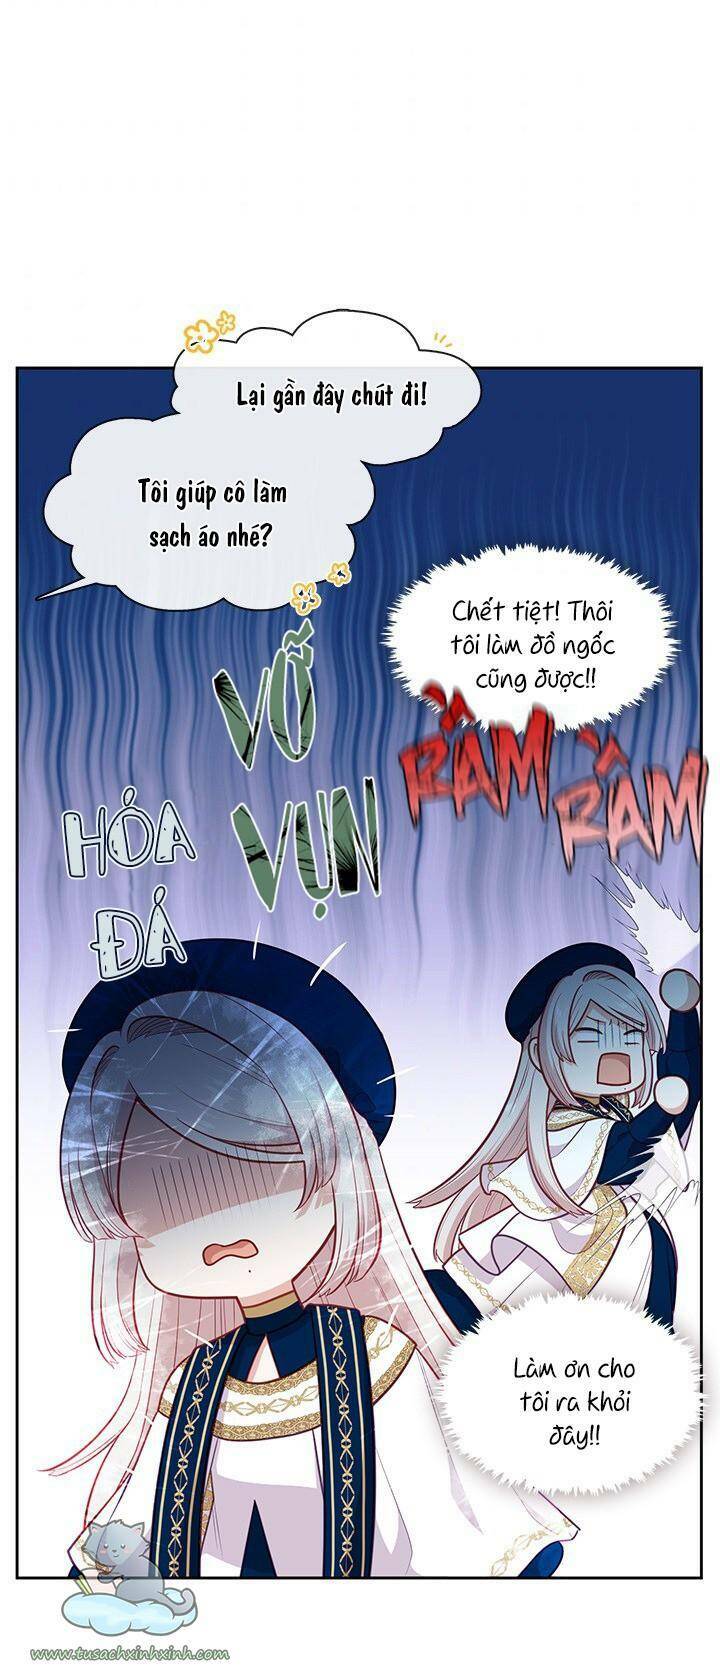 Lại gần đây chút đi!
Tôi giúp cô làm
sạch áo nhé?
Chết tiệt! Thôi
tôi làm đồ ngốc
cũng được!!
VỠ
VỤN
RẦM
RẦM
HÓA
ĐÁ
Làm ơn cho
tôi ra khỏi
đây!!
www.tusachxinhxinh.com